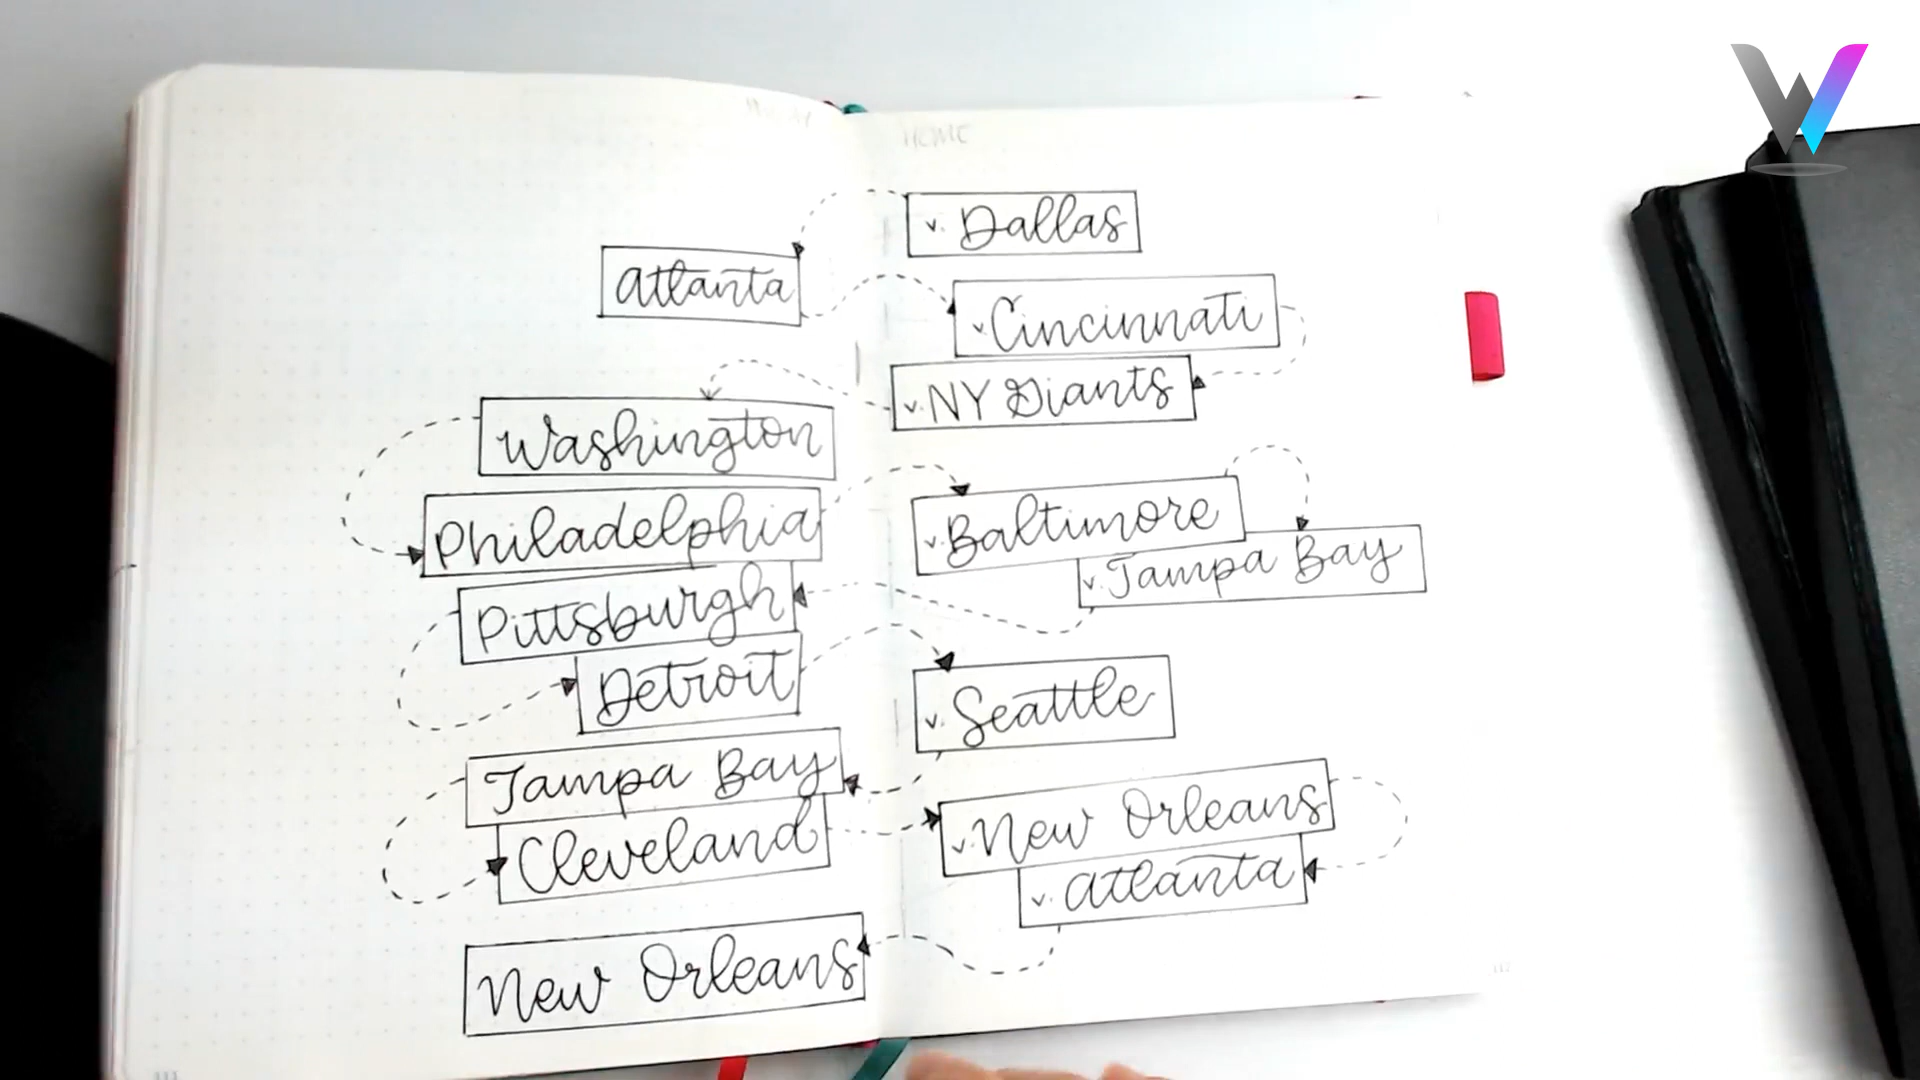 HOME
v. Dallas
Atlanta
v. Cincinnati
v. NY Giants
Washington
Philadelphia
v. Baltimore
v. Tampa Bay
Pittsburgh
Detroit
v. Seattle
Tampa Bay
Cleveland
v. New Orleans
v. Atlanta
New Orleans